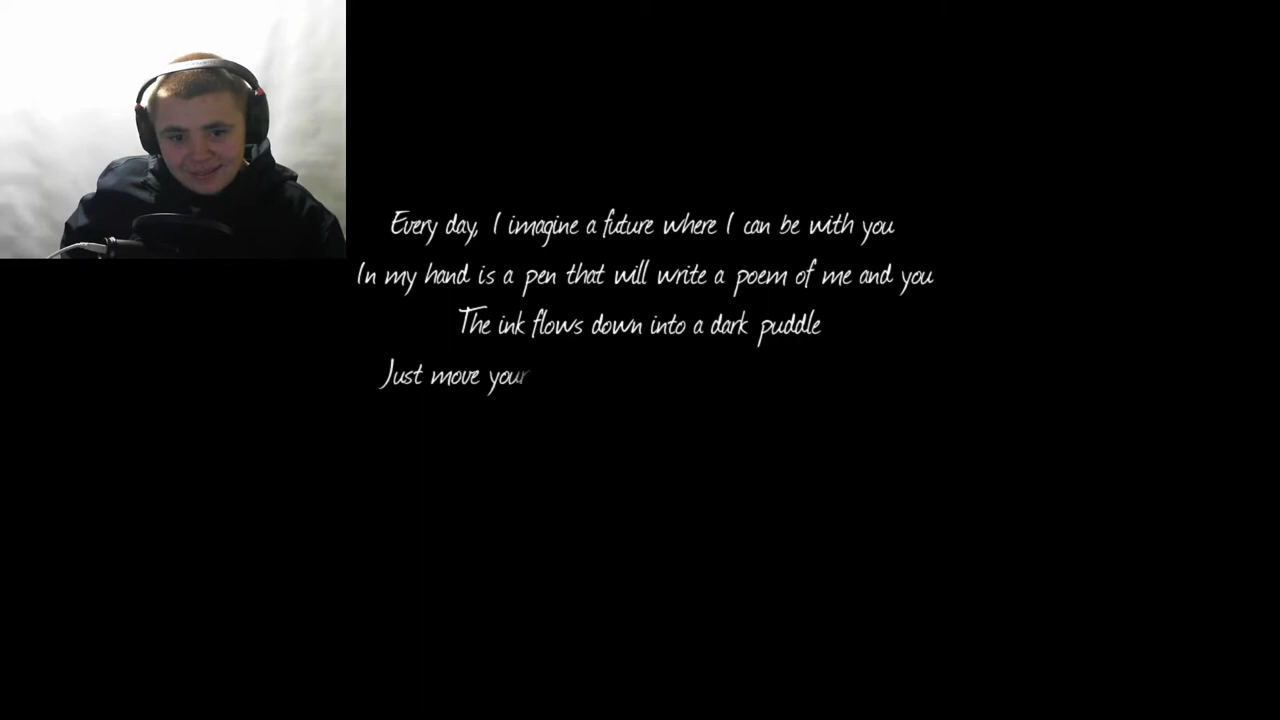 Every day, I imagine a future where I can be with you
In my hand is a pen that will write a poem of me and you
The ink flows down into a dark puddle
Just move your